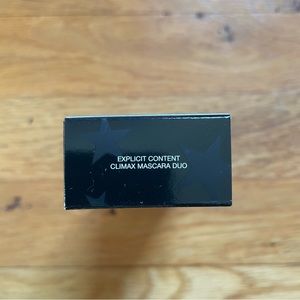 EXPLICIT CONTENT
CLIMAX MASCARA DUO